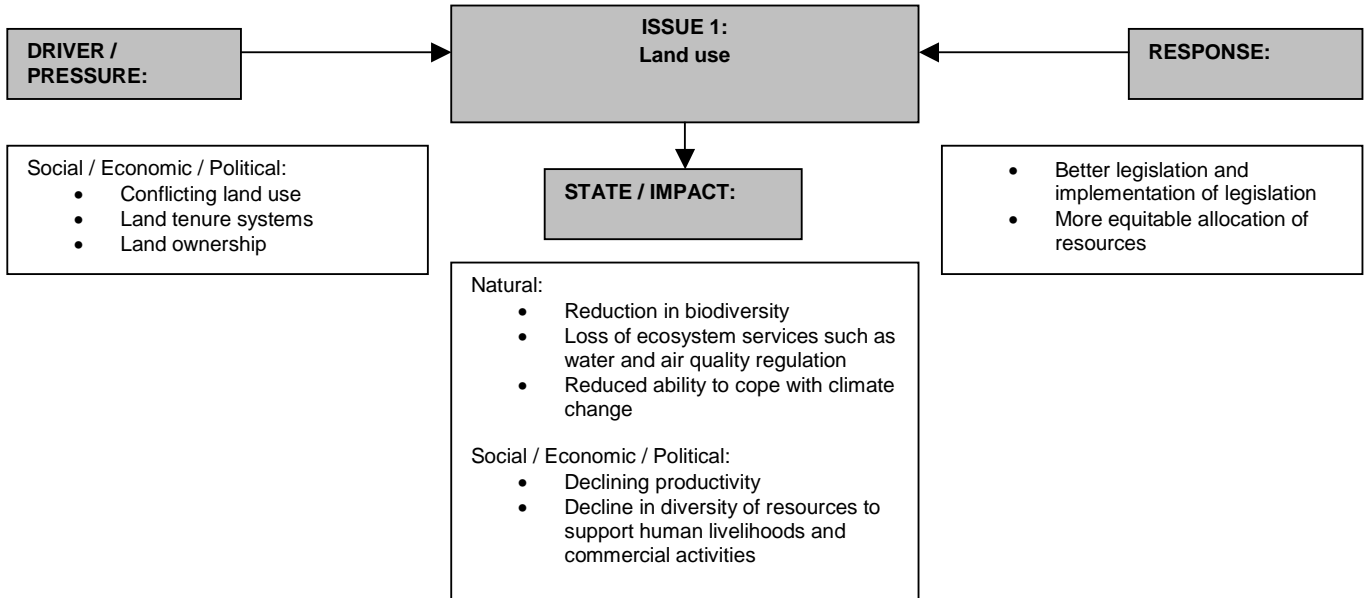 DRIVER /
PRESSURE:
ISSUE 1:
Land use
RESPONSE:
Social / Economic / Political:
• Conflicting land use
• Land tenure systems
• Land ownership
STATE / IMPACT:
• Better legislation and
implementation of legislation
• More equitable allocation of
resources
Natural:
• Reduction in biodiversity
• Loss of ecosystem services such as
water and air quality regulation
• Reduced ability to cope with climate
change
Social / Economic / Political:
• Declining productivity
• Decline in diversity of resources to
support human livelihoods and
commercial activities